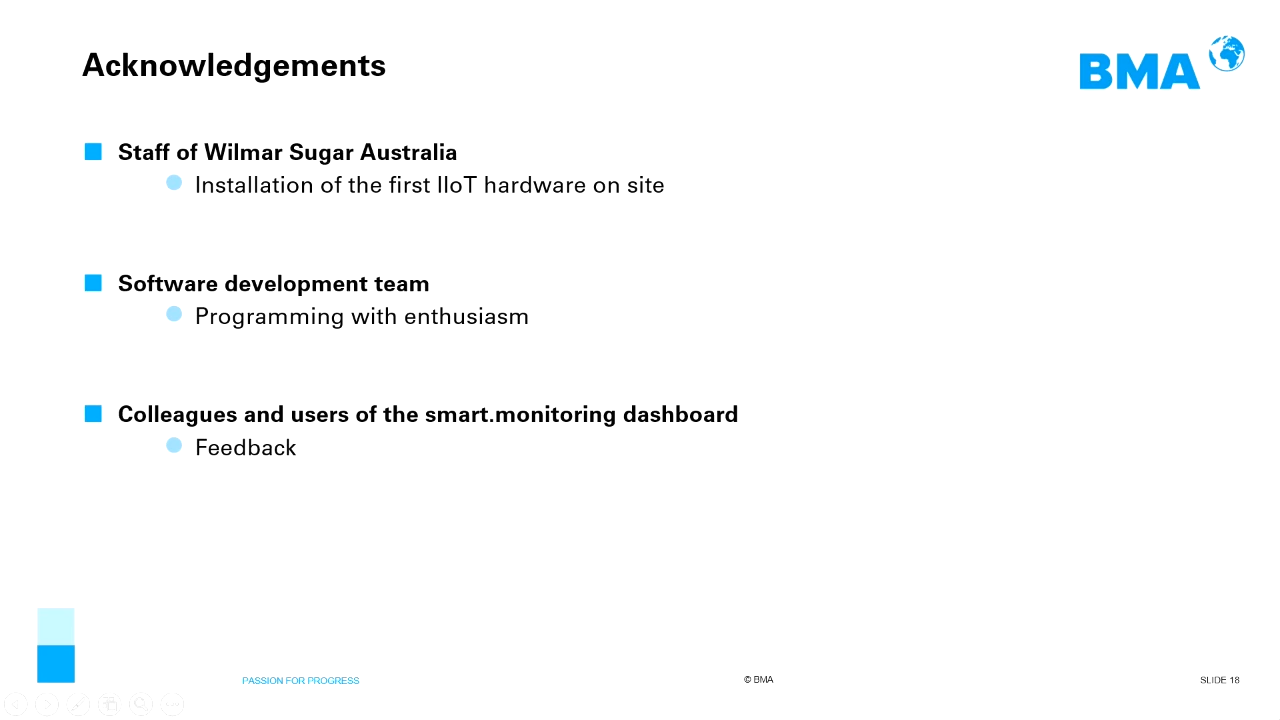 Acknowledgements
BMA
Staff of Wilmar Sugar Australia
Installation of the first IIoT hardware on site
Software development team
Programming with enthusiasm
Colleagues and users of the smart.monitoring dashboard
Feedback
PASSION FOR PROGRESS
© BMA
SLIDE 18